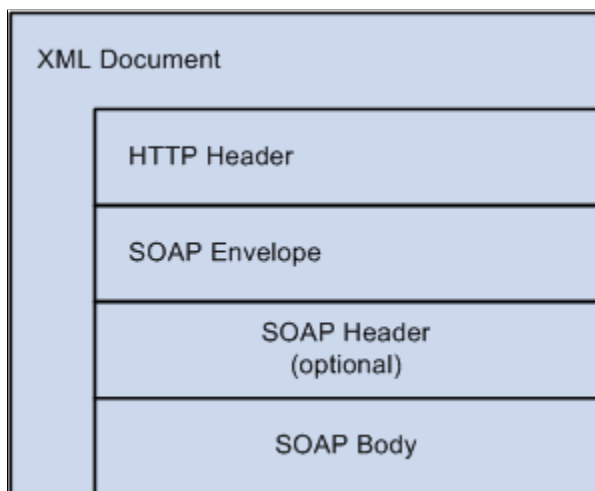 XML Document
HTTP Header
SOAP Envelope
SOAP Header
(optional)
SOAP Body